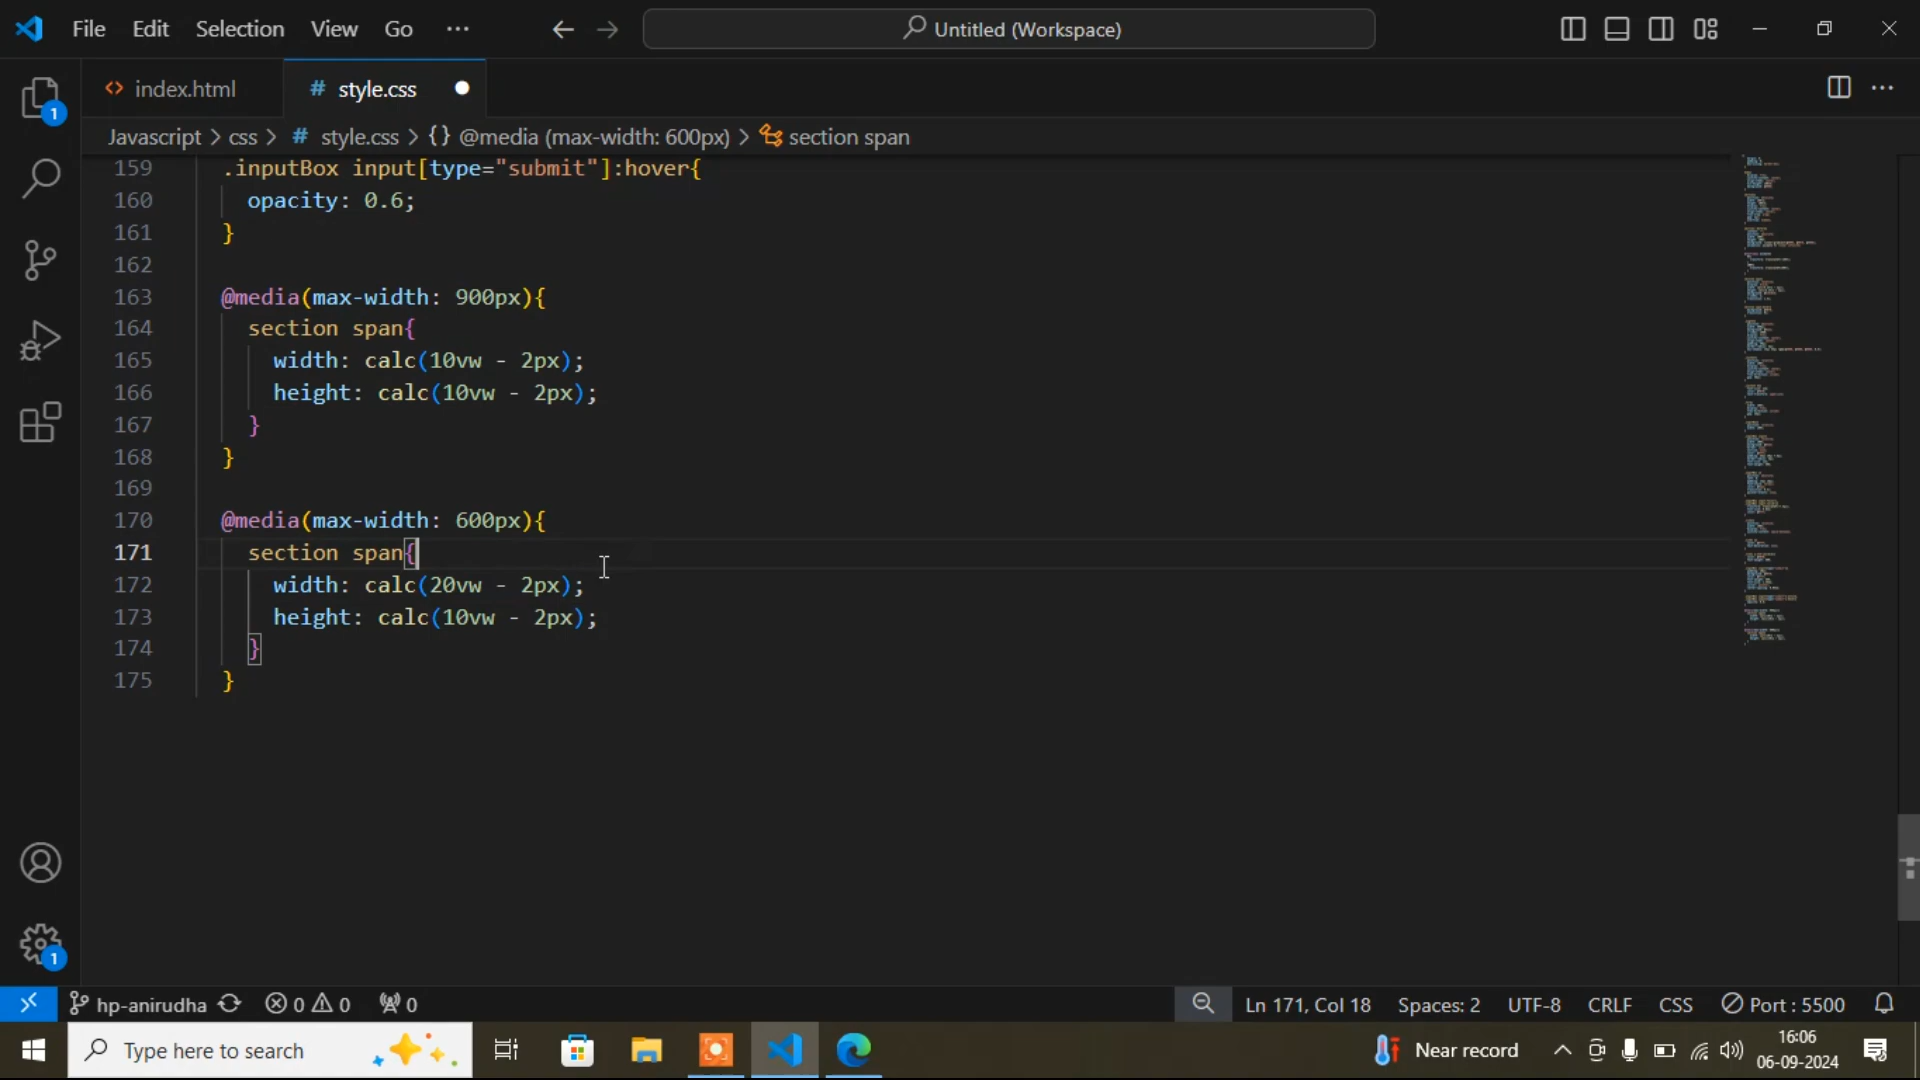 File Edit Selection View Go ···
Untitled (Workspace)
index.html
# style.css
Javascript > css > # style.css > {} @media (max-width: 600px) > section span
159 .inputBox input[type="submit"]:hover{
160 opacity: 0.6;
161 }
162
163 @media(max-width: 900px){
164 section span{
165 width: calc(10vw - 2px);
166 height: calc(10vw - 2px);
167 }
168 }
169
170 @media(max-width: 600px){
171 section span{
172 width: calc(20vw - 2px);
173 height: calc(10vw - 2px);
174 }
175 }
1
1
hp-anirudha 0 0 0
Ln 171, Col 18 Spaces: 2 UTF-8 CRLF CSS Port : 5500
Type here to search
Near record
16:06
06-09-2024